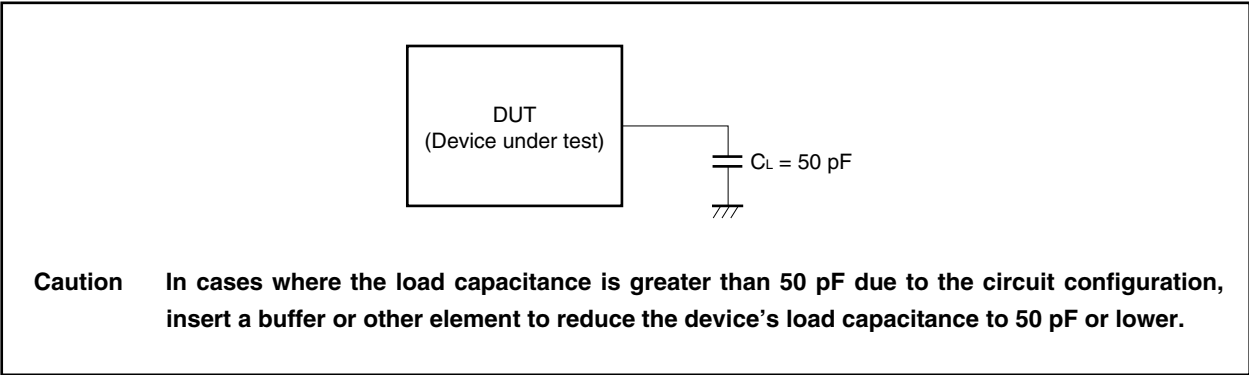 DUT
(Device under test)
CL = 50 pF
Caution In cases where the load capacitance is greater than 50 pF due to the circuit configuration,
insert a buffer or other element to reduce the device's load capacitance to 50 pF or lower.